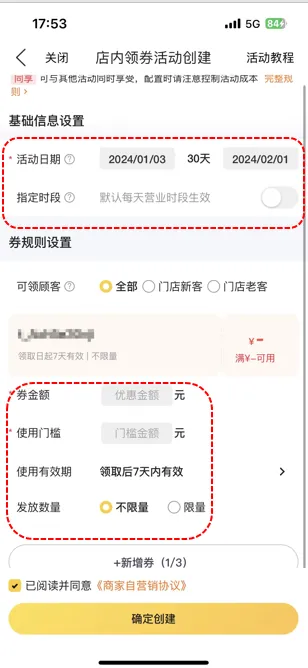 17:53 5G 84
关闭 店内领券活动创建 活动教程
同享 可与其他活动同时享受，配置时请注意控制活动成本 完整规
则 >
基础信息设置
* 活动日期 2024/01/03 30天 2024/02/01
指定时段 默认每天营业时段生效
券规则设置
可领顾客 全部 门店新客 门店老客
领取日起7天有效 | 不限量
¥--
满¥--可用
* 券金额 优惠金额 元
* 使用门槛 门槛金额 元
使用有效期 领取后7天内有效 >
发放数量 不限量 限量
+新增券（1/3）
已阅读并同意《商家自营销协议》
确定创建